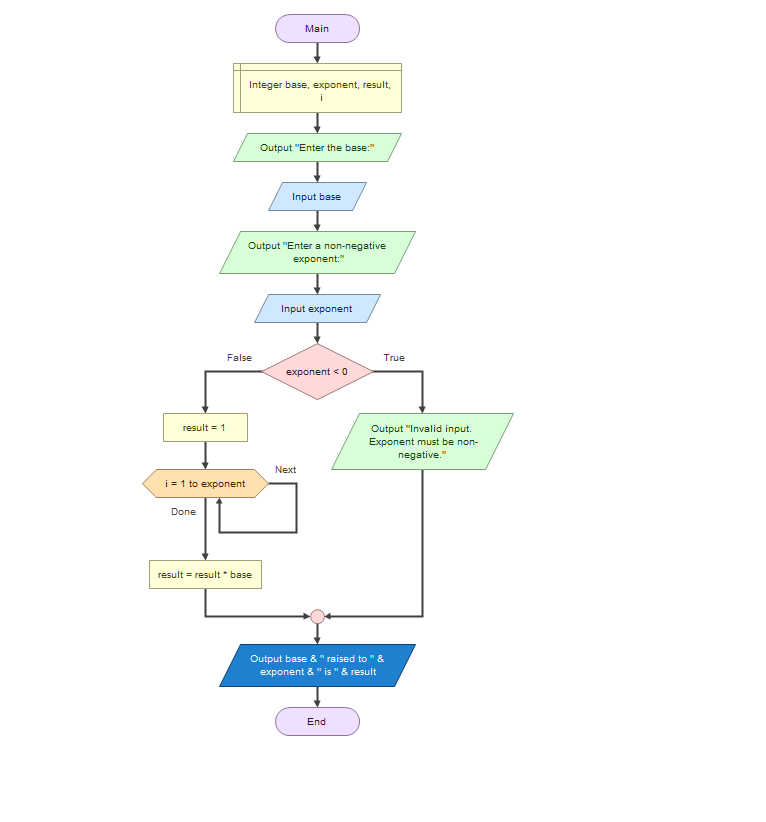 Main
Integer base, exponent, result,
i
Output "Enter the base:"
Input base
Output "Enter a non-negative
exponent:"
Input exponent
False
exponent < 0
True
result = 1
Output "Invalid input.
Exponent must be non-
negative."
Next
i = 1 to exponent
Done
result = result * base
Output base & " raised to " &
exponent & " is " & result
End